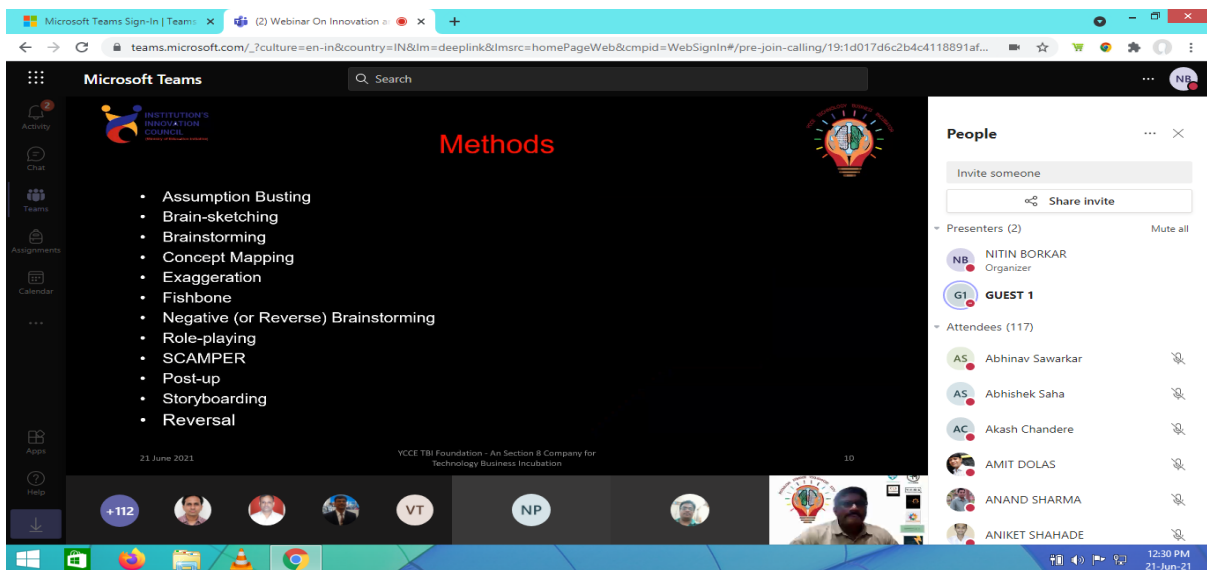 Microsoft Teams Sign-In | Teams
(2) Webinar On Innovation a
teams.microsoft.com/_?culture=en-in&country=IN&lm=deeplink&lmsrc=homePageWeb&cmpid=WebSignIn#/pre-join-calling/19:1d017d6c2b4c4118891af...
Microsoft Teams
Search
NB
2
Activity
Chat
Teams
Assignments
Calendar
Apps
Help
INSTITUTION'S
INNOVATION
COUNCIL
Methods
• Assumption Busting
• Brain-sketching
• Brainstorming
• Concept Mapping
• Exaggeration
• Fishbone
• Negative (or Reverse) Brainstorming
• Role-playing
• SCAMPER
• Post-up
• Storyboarding
• Reversal
21 June 2021
YCCE TBI Foundation - An Section 8 Company for
Technology Business Incubation
10
+112
VT
NP
People
Invite someone
Share invite
Presenters (2) Mute all
NB NITIN BORKAR
Organizer
G1 GUEST 1
Attendees (117)
AS Abhinav Sawarkar
AS Abhishek Saha
AC Akash Chandere
AMIT DOLAS
ANAND SHARMA
ANIKET SHAHADE
12:30 PM
21-Jun-21